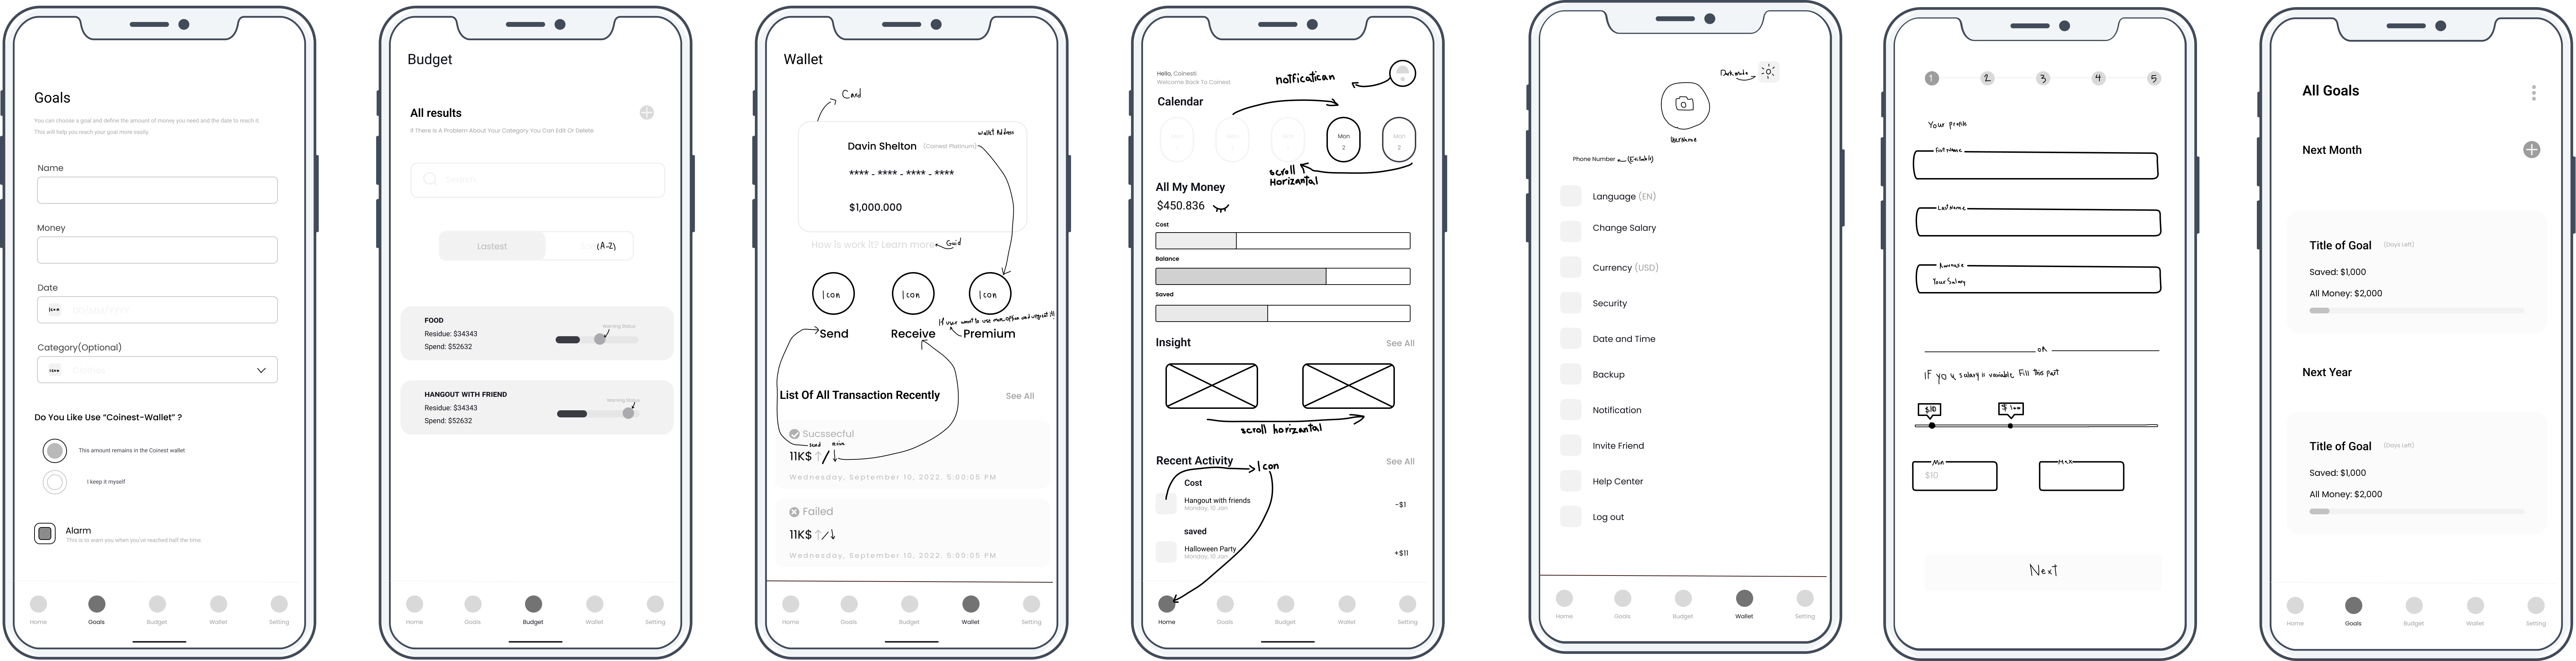 Goals
You can choose a goal and define the amount of money you need and the date to reach it.
This will help you reach your goal more easily.
Name
Money
Date
Icon DD/MM/YYYY
Category(Optional)
Icon Clothes
Do You Like Use “Coinest-Wallet” ?
This amount remains in the Coinest wallet
I keep it myself
Alarm
This is to warn you when you've reached half the time.
Home Goals Budget Wallet Setting
Budget
All results
If There Is A Problem About Your Category You Can Edit Or Delete
Search
Lastest (A-Z)
FOOD
Residue: $34343
Spend: $52632
Warning Status
HANGOUT WITH FRIEND
Residue: $34343
Spend: $52632
Warning Status
Home Goals Budget Wallet Setting
Wallet
Card
Wallet Address
Davin Shelton (Coinest Platinum)
**** - **** - **** - ****
$1,000.000
How is work it? Learn more Guid
Icon Icon Icon
If user want to use more option and urgent it!
Send Receive Premium
List Of All Transaction Recently See All
Sucssecful
send receive
11K$ ↑/↓
Wednesday, September 10, 2022. 5:00:05 PM
Failed
11K$ ↑/↓
Wednesday, September 10, 2022. 5:00:05 PM
Home Goals Budget Wallet Setting
Hello, Coinesti
Welcome Back To Coinest
notfication
Calendar
Mon Mon Mon Mon Mon
2 2
scroll
Horizantal
All My Money
$450.836
Cost
Balance
Saved
Insight See All
scroll horizantal
Recent Activity See All
Icon
Cost
Hangout with friends -$1
Monday, 10 Jan
saved
Halloween Party +$11
Monday, 10 Jan
Home Goals Budget Wallet Setting
Darkmode
Username
Phone Number (Editable)
Language (EN)
Change Salary
Currency (USD)
Security
Date and Time
Backup
Notification
Invite Friend
Help Center
Log out
Home Goals Budget Wallet Setting
1 2 3 4 5
Your profile
First Name
Last Name
Your Salary
OR
IF you salary is variable, Fill this part
$10 $100
Min Max
$10
Next
All Goals
Next Month
Title of Goal (Days Left)
Saved: $1,000
All Money: $2,000
Next Year
Title of Goal (Days Left)
Saved: $1,000
All Money: $2,000
Home Goals Budget Wallet Setting